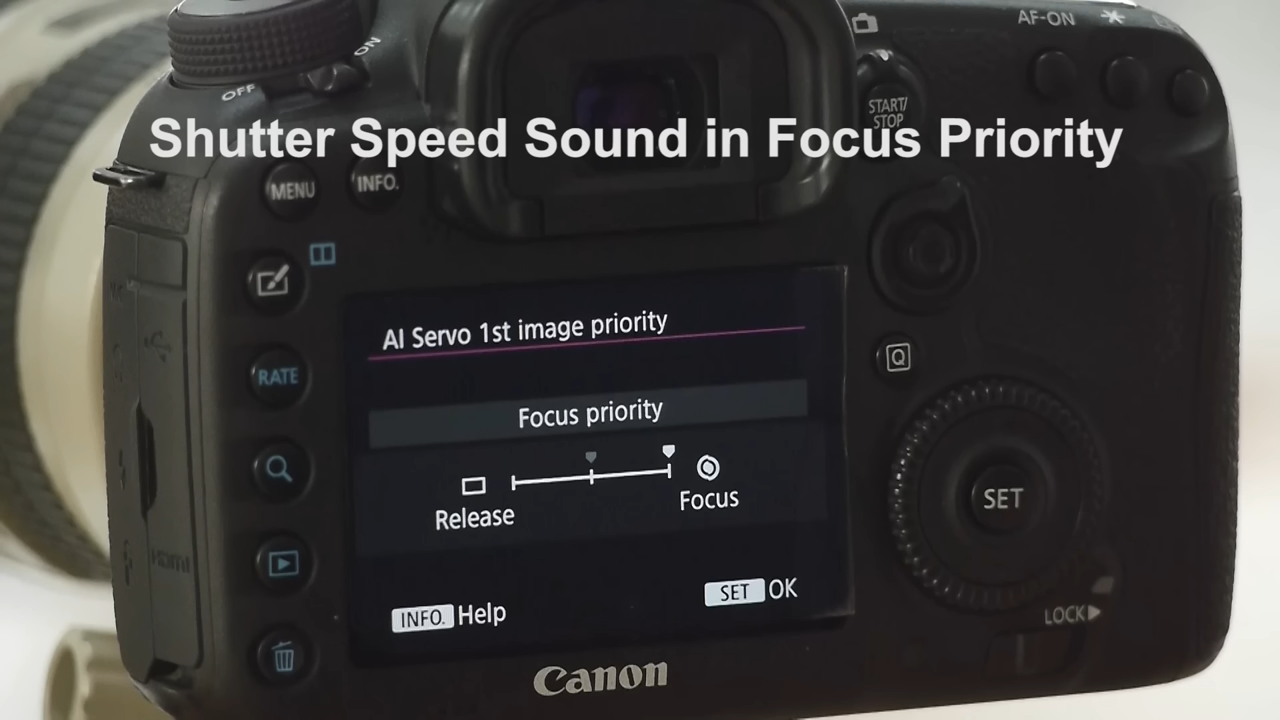 AF-ON
ON
OFF
START/
STOP
Shutter Speed Sound in Focus Priority
MENU
INFO.
AI Servo 1st image priority
Q
RATE
Focus priority
Release
Focus
SET
HDMI
SET OK
INFO. Help
LOCK
Canon